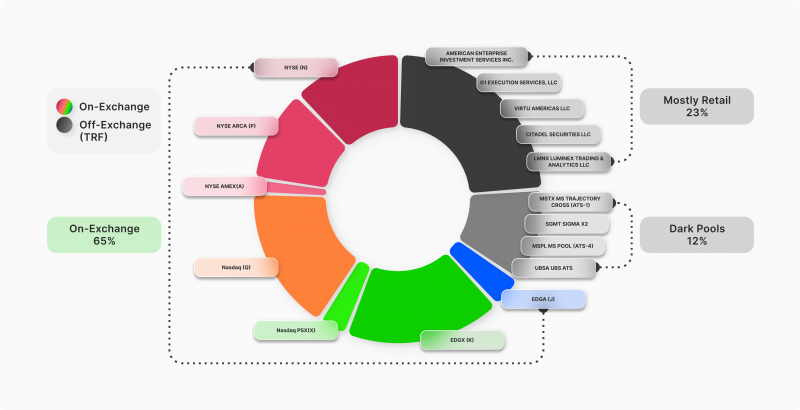 On-Exchange
Off-Exchange
(TRF)
On-Exchange
65%
NYSE (N)
NYSE ARCA (P)
NYSE AMEX(A)
Nasdaq (Q)
Nasdaq PSX(X)
EDGX (K)
EDGA (J)
AMERICAN ENTERPRISE
INVESTMENT SERVICES INC.
G1 EXECUTION SERVICES, LLC
VIRTU AMERICAS LLC
CITADEL SECURITIES LLC
LMNX LUMINEX TRADING &
ANALYTICS LLC
MSTX MS TRAJECTORY
CROSS (ATS-1)
SGMT SIGMA X2
MSPL MS POOL (ATS-4)
UBSA UBS ATS
Mostly Retail
23%
Dark Pools
12%